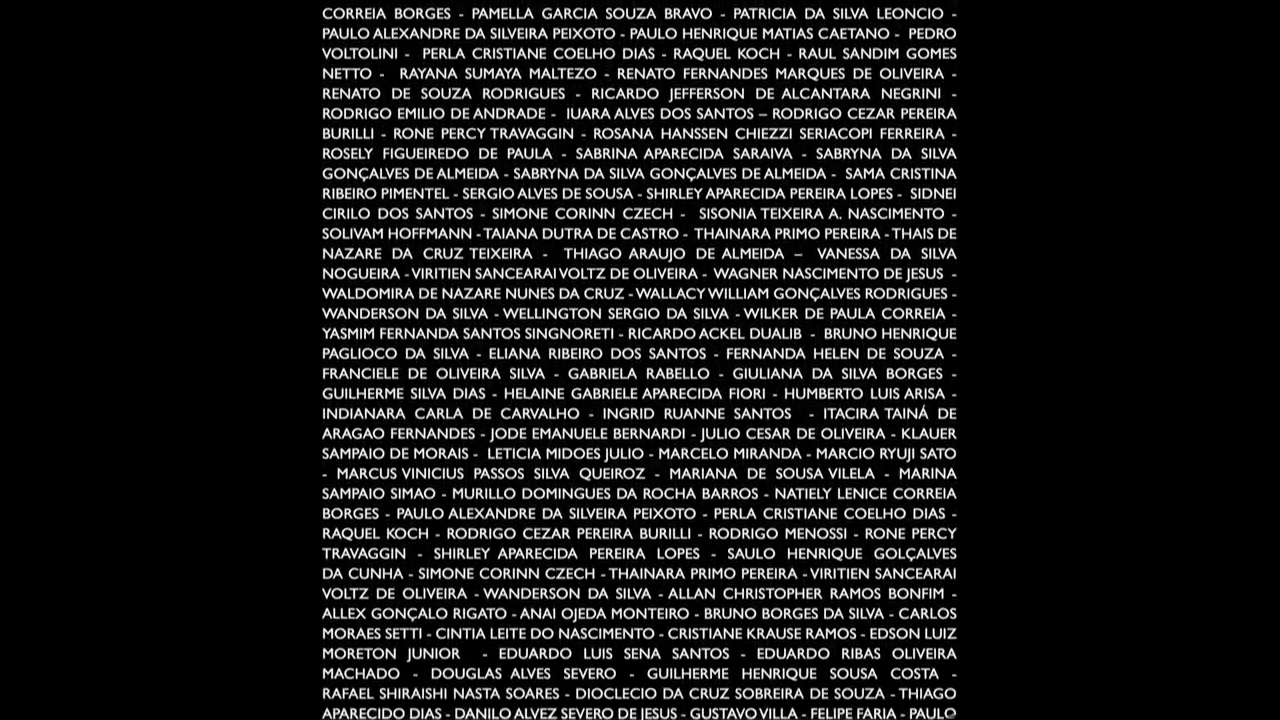 CORREIA BORGES - PAMELLA GARCIA SOUZA BRAVO - PATRICIA DA SILVA LEONCIO -
PAULO ALEXANDRE DA SILVEIRA PEIXOTO - PAULO HENRIQUE MATIAS CAETANO - PEDRO
VOLTOLINI - PERLA CRISTIANE COELHO DIAS - RAQUEL KOCH - RAUL SANDIM GOMES
NETTO - RAYANA SUMAYA MALTEZO - RENATO FERNANDES MARQUES DE OLIVEIRA -
RENATO DE SOUZA RODRIGUES - RICARDO JEFFERSON DE ALCANTARA NEGRINI -
RODRIGO EMILIO DE ANDRADE - IUARA ALVES DOS SANTOS – RODRIGO CEZAR PEREIRA
BURILLI - RONE PERCY TRAVAGGIN - ROSANA HANSSEN CHIEZZI SERIACOPI FERREIRA -
ROSELY FIGUEIREDO DE PAULA - SABRINA APARECIDA SARAIVA - SABRYNA DA SILVA
GONÇALVES DE ALMEIDA - SABRYNA DA SILVA GONÇALVES DE ALMEIDA - SAMA CRISTINA
RIBEIRO PIMENTEL - SERGIO ALVES DE SOUSA - SHIRLEY APARECIDA PEREIRA LOPES - SIDNEI
CIRILO DOS SANTOS - SIMONE CORINN CZECH - SISONIA TEIXEIRA A. NASCIMENTO -
SOLIVAM HOFFMANN - TAIANA DUTRA DE CASTRO - THAINARA PRIMO PEREIRA - THAIS DE
NAZARE DA CRUZ TEIXEIRA - THIAGO ARAUJO DE ALMEIDA – VANESSA DA SILVA
NOGUEIRA - VIRITIEN SANCEARAI VOLTZ DE OLIVEIRA - WAGNER NASCIMENTO DE JESUS -
WALDOMIRA DE NAZARE NUNES DA CRUZ - WALLACY WILLIAM GONÇALVES RODRIGUES -
WANDERSON DA SILVA - WELLINGTON SERGIO DA SILVA - WILKER DE PAULA CORREIA -
YASMIM FERNANDA SANTOS SINGNORETI - RICARDO ACKEL DUALIB - BRUNO HENRIQUE
PAGLIOCO DA SILVA - ELIANA RIBEIRO DOS SANTOS - FERNANDA HELEN DE SOUZA -
FRANCIELE DE OLIVEIRA SILVA - GABRIELA RABELLO - GIULIANA DA SILVA BORGES -
GUILHERME SILVA DIAS - HELAINE GABRIELE APARECIDA FIORI - HUMBERTO LUIS ARISA -
INDIANARA CARLA DE CARVALHO - INGRID RUANNE SANTOS - ITACIRA TAINÁ DE
ARAGAO FERNANDES - JODE EMANUELE BERNARDI - JULIO CESAR DE OLIVEIRA - KLAUER
SAMPAIO DE MORAIS - LETICIA MIDOES JULIO - MARCELO MIRANDA - MARCIO RYUJI SATO
- MARCUS VINICIUS PASSOS SILVA QUEIROZ - MARIANA DE SOUSA VILELA - MARINA
SAMPAIO SIMAO - MURILLO DOMINGUES DA ROCHA BARROS - NATIELY LENICE CORREIA
BORGES - PAULO ALEXANDRE DA SILVEIRA PEIXOTO - PERLA CRISTIANE COELHO DIAS -
RAQUEL KOCH - RODRIGO CEZAR PEREIRA BURILLI - RODRIGO MENOSSI - RONE PERCY
TRAVAGGIN - SHIRLEY APARECIDA PEREIRA LOPES - SAULO HENRIQUE GOLÇALVES
DA CUNHA - SIMONE CORINN CZECH - THAINARA PRIMO PEREIRA - VIRITIEN SANCEARAI
VOLTZ DE OLIVEIRA - WANDERSON DA SILVA - ALLAN CHRISTOPHER RAMOS BONFIM -
ALLEX GONÇALO RIGATO - ANAI OJEDA MONTEIRO - BRUNO BORGES DA SILVA - CARLOS
MORAES SETTI - CINTIA LEITE DO NASCIMENTO - CRISTIANE KRAUSE RAMOS - EDSON LUIZ
MORETON JUNIOR - EDUARDO LUIS SENA SANTOS - EDUARDO RIBAS OLIVEIRA
MACHADO - DOUGLAS ALVES SEVERO - GUILHERME HENRIQUE SOUSA COSTA -
RAFAEL SHIRAISHI NASTA SOARES - DIOCLECIO DA CRUZ SOBREIRA DE SOUZA - THIAGO
APARECIDO DIAS - DANILO ALVEZ SEVERO DE JESUS - GUSTAVO VILLA - FELIPE FARIA - PAULO